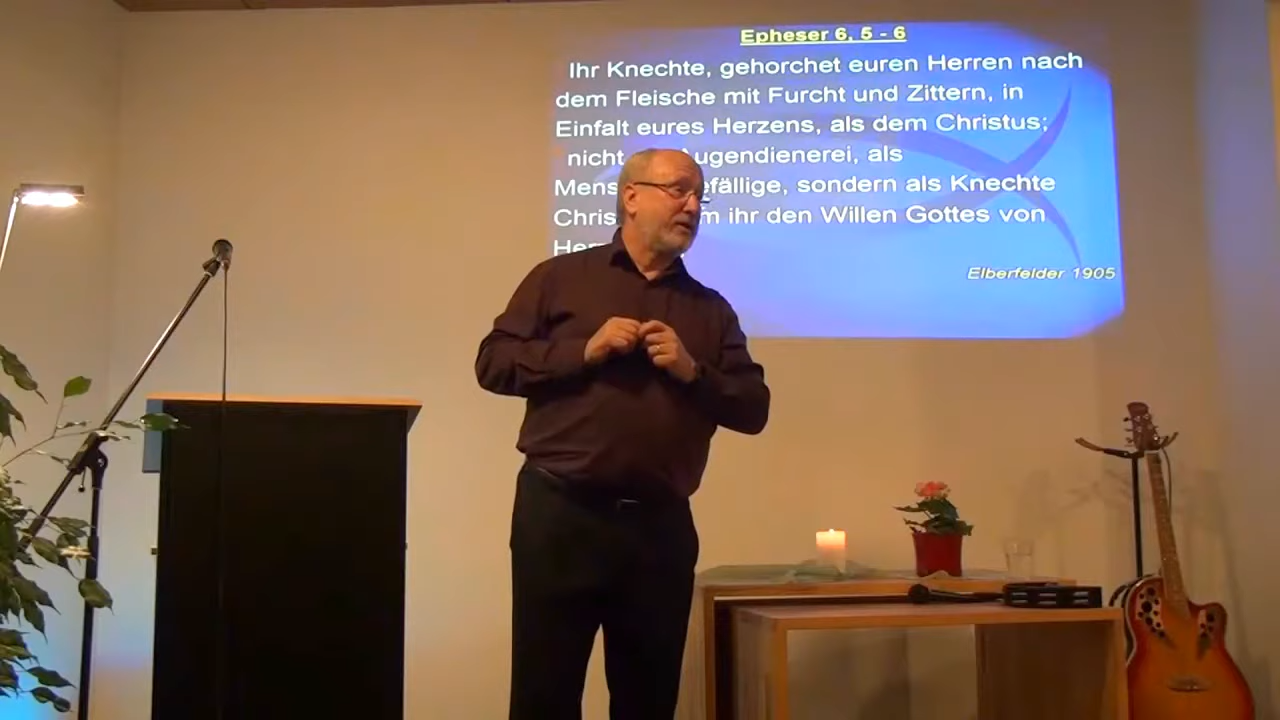 Epheser 6, 5 - 6
Ihr Knechte, gehorchet euren Herren nach
dem Fleische mit Furcht und Zittern, in
Einfalt eures Herzens, als dem Christus;
nicht ugendienerei, als
Mens efällige, sondern als Knechte
Chris m ihr den Willen Gottes von
Her
Elberfelder 1905